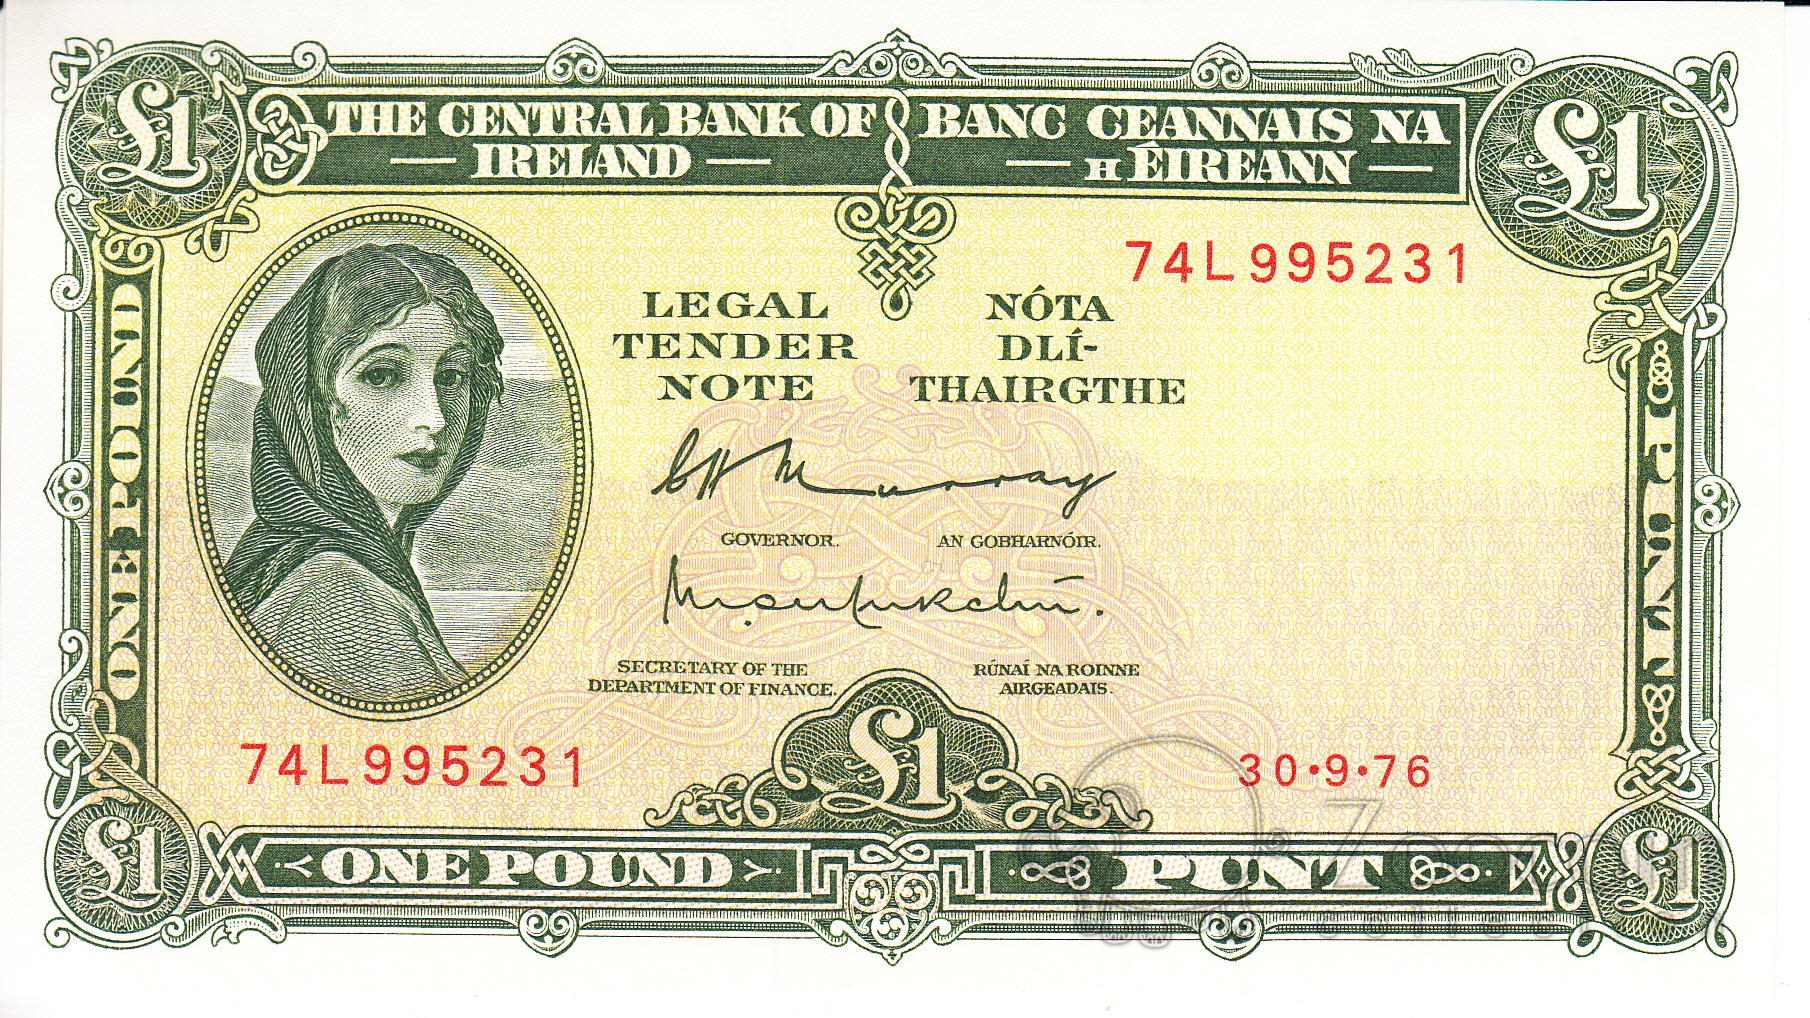 £1
THE CENTRAL BANK OF
IRELAND
BANC CEANNAIS NA
H ÉIREANN
£1
74L995231
LEGAL
TENDER
NOTE
NÓTA
DLÍ-
THAIRGTHE
ONE POUND
C H Murray
GOVERNOR. AN GOBHARNÓIR.
SECRETARY OF THE
DEPARTMENT OF FINANCE.
RÚNAÍ NA ROINNE
AIRGEADAIS.
74L995231
£1
30·9·76
£1
ONE POUND
PUNT
£1